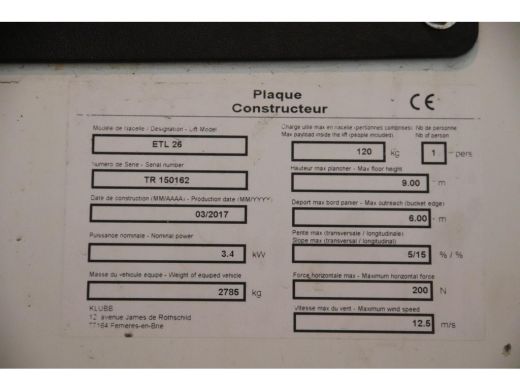 Plaque
Constructeur
CE
Modèle de Nacelle - Designation - Lift Model
ETL 26
Numéro de Serie - Serial number
TR 150162
Date de construction (MM/AAAA) - Production date (MM/YYYY)
03/2017
Puissance nominale - Nominal power
3.4 kW
Masse du véhicule équipé - Weight of equiped vehicle
2785 kg
KLUBB
12 avenue James de Rothschild
77164 Ferrières-en-Brie
Charge utile max en nacelle (personnes comprises)
Max payload inside the lift (people included)
120 kg
Nb de personne
Nb of person
1 pers
Hauteur max plancher - Max floor height
9.00 m
Déport max bord panier - Max outreach (bucket edge)
6.00 m
Pente max (transversale / longitudinale)
Slope max (transversal / longitudinal)
5/15 % / %
Force horizontale max - Maximum horizontal force
200 N
Vitesse max du vent - Maximum wind speed
12.5 m/s